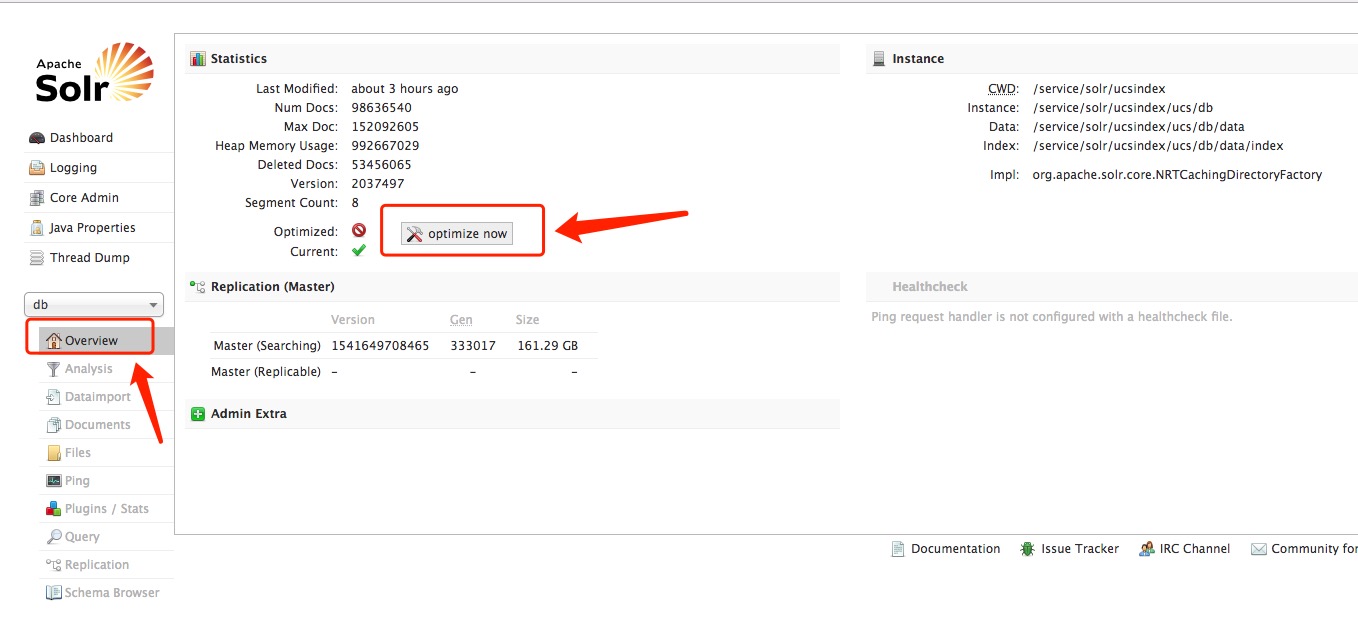 Apache
Solr
Dashboard
Logging
Core Admin
Java Properties
Thread Dump
db
Overview
Analysis
Dataimport
Documents
Files
Ping
Plugins / Stats
Query
Replication
Schema Browser
Statistics
Last Modified: about 3 hours ago
Num Docs: 98636540
Max Doc: 152092605
Heap Memory Usage: 992667029
Deleted Docs: 53456065
Version: 2037497
Segment Count: 8
Optimized:
optimize now
Current:
Replication (Master)
Version Gen Size
Master (Searching) 1541649708465 333017 161.29 GB
Master (Replicable) – – –
Admin Extra
Instance
CWD: /service/solr/ucsindex
Instance: /service/solr/ucsindex/ucs/db
Data: /service/solr/ucsindex/ucs/db/data
Index: /service/solr/ucsindex/ucs/db/data/index
Impl: org.apache.solr.core.NRTCachingDirectoryFactory
Healthcheck
Ping request handler is not configured with a healthcheck file.
Documentation Issue Tracker IRC Channel Community for